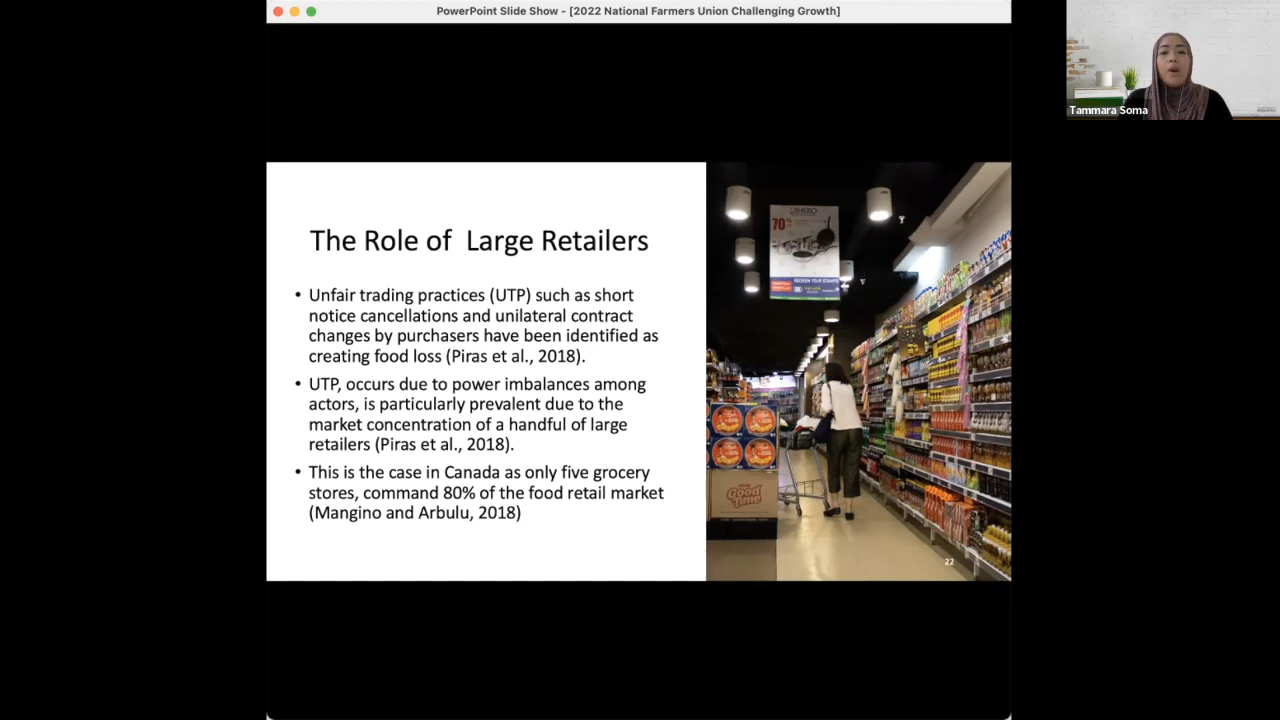 PowerPoint Slide Show - [2022 National Farmers Union Challenging Growth]
Tammara Soma
The Role of  Large Retailers
• Unfair trading practices (UTP) such as short
notice cancellations and unilateral contract
changes by purchasers have been identified as
creating food loss (Piras et al., 2018).
• UTP, occurs due to power imbalances among
actors, is particularly prevalent due to the
market concentration of a handful of large
retailers (Piras et al., 2018).
• This is the case in Canada as only five grocery
stores, command 80% of the food retail market
(Mangino and Arbulu, 2018)
70%
REDEEM YOUR STAMPS
Good
time
22